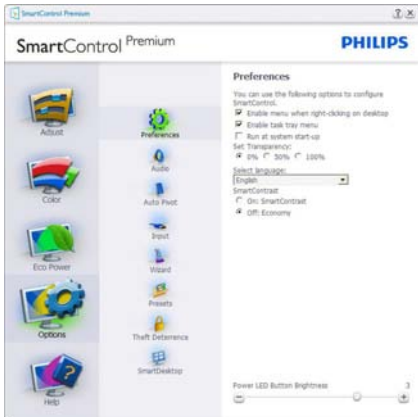 SmartControl Premium
SmartControl Premium
PHILIPS
Adjust
Color
Eco Power
Options
Help
Preferences
Audio
Auto Pivot
Input
Wizard
Presets
Theft Deterrence
SmartDesktop
Preferences
You can use the following options to configure
SmartControl.
Enable menu when right-clicking on desktop
Enable task tray menu
Run at system start-up
Set Transparency:
0% 50% 100%
Select language:
English
SmartContrast
On: SmartContrast
Off: Economy
Power LED Button Brightness 3